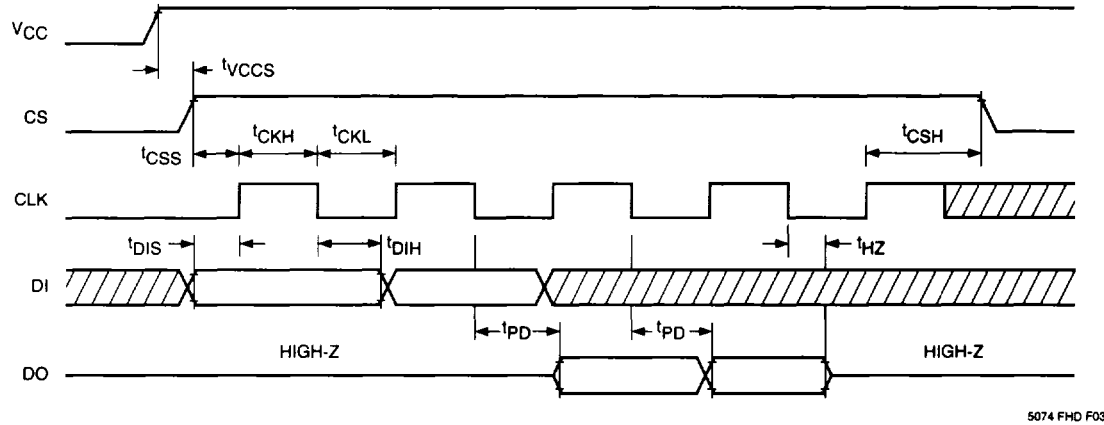 VCC
tVCCS
CS
tCSS
tCKH
tCKL
tCSH
CLK
tDIS
tDIH
tHZ
DI
tPD
tPD
HIGH-Z
HIGH-Z
DO
5074 FHD F03